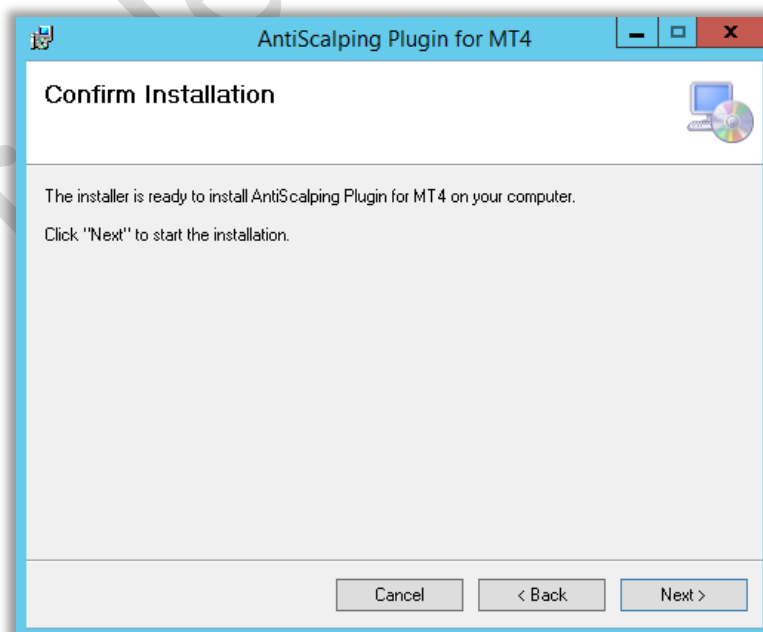 AntiScalping Plugin for MT4
Confirm Installation
The installer is ready to install AntiScalping Plugin for MT4 on your computer.
Click "Next" to start the installation.
Cancel
< Back
Next >